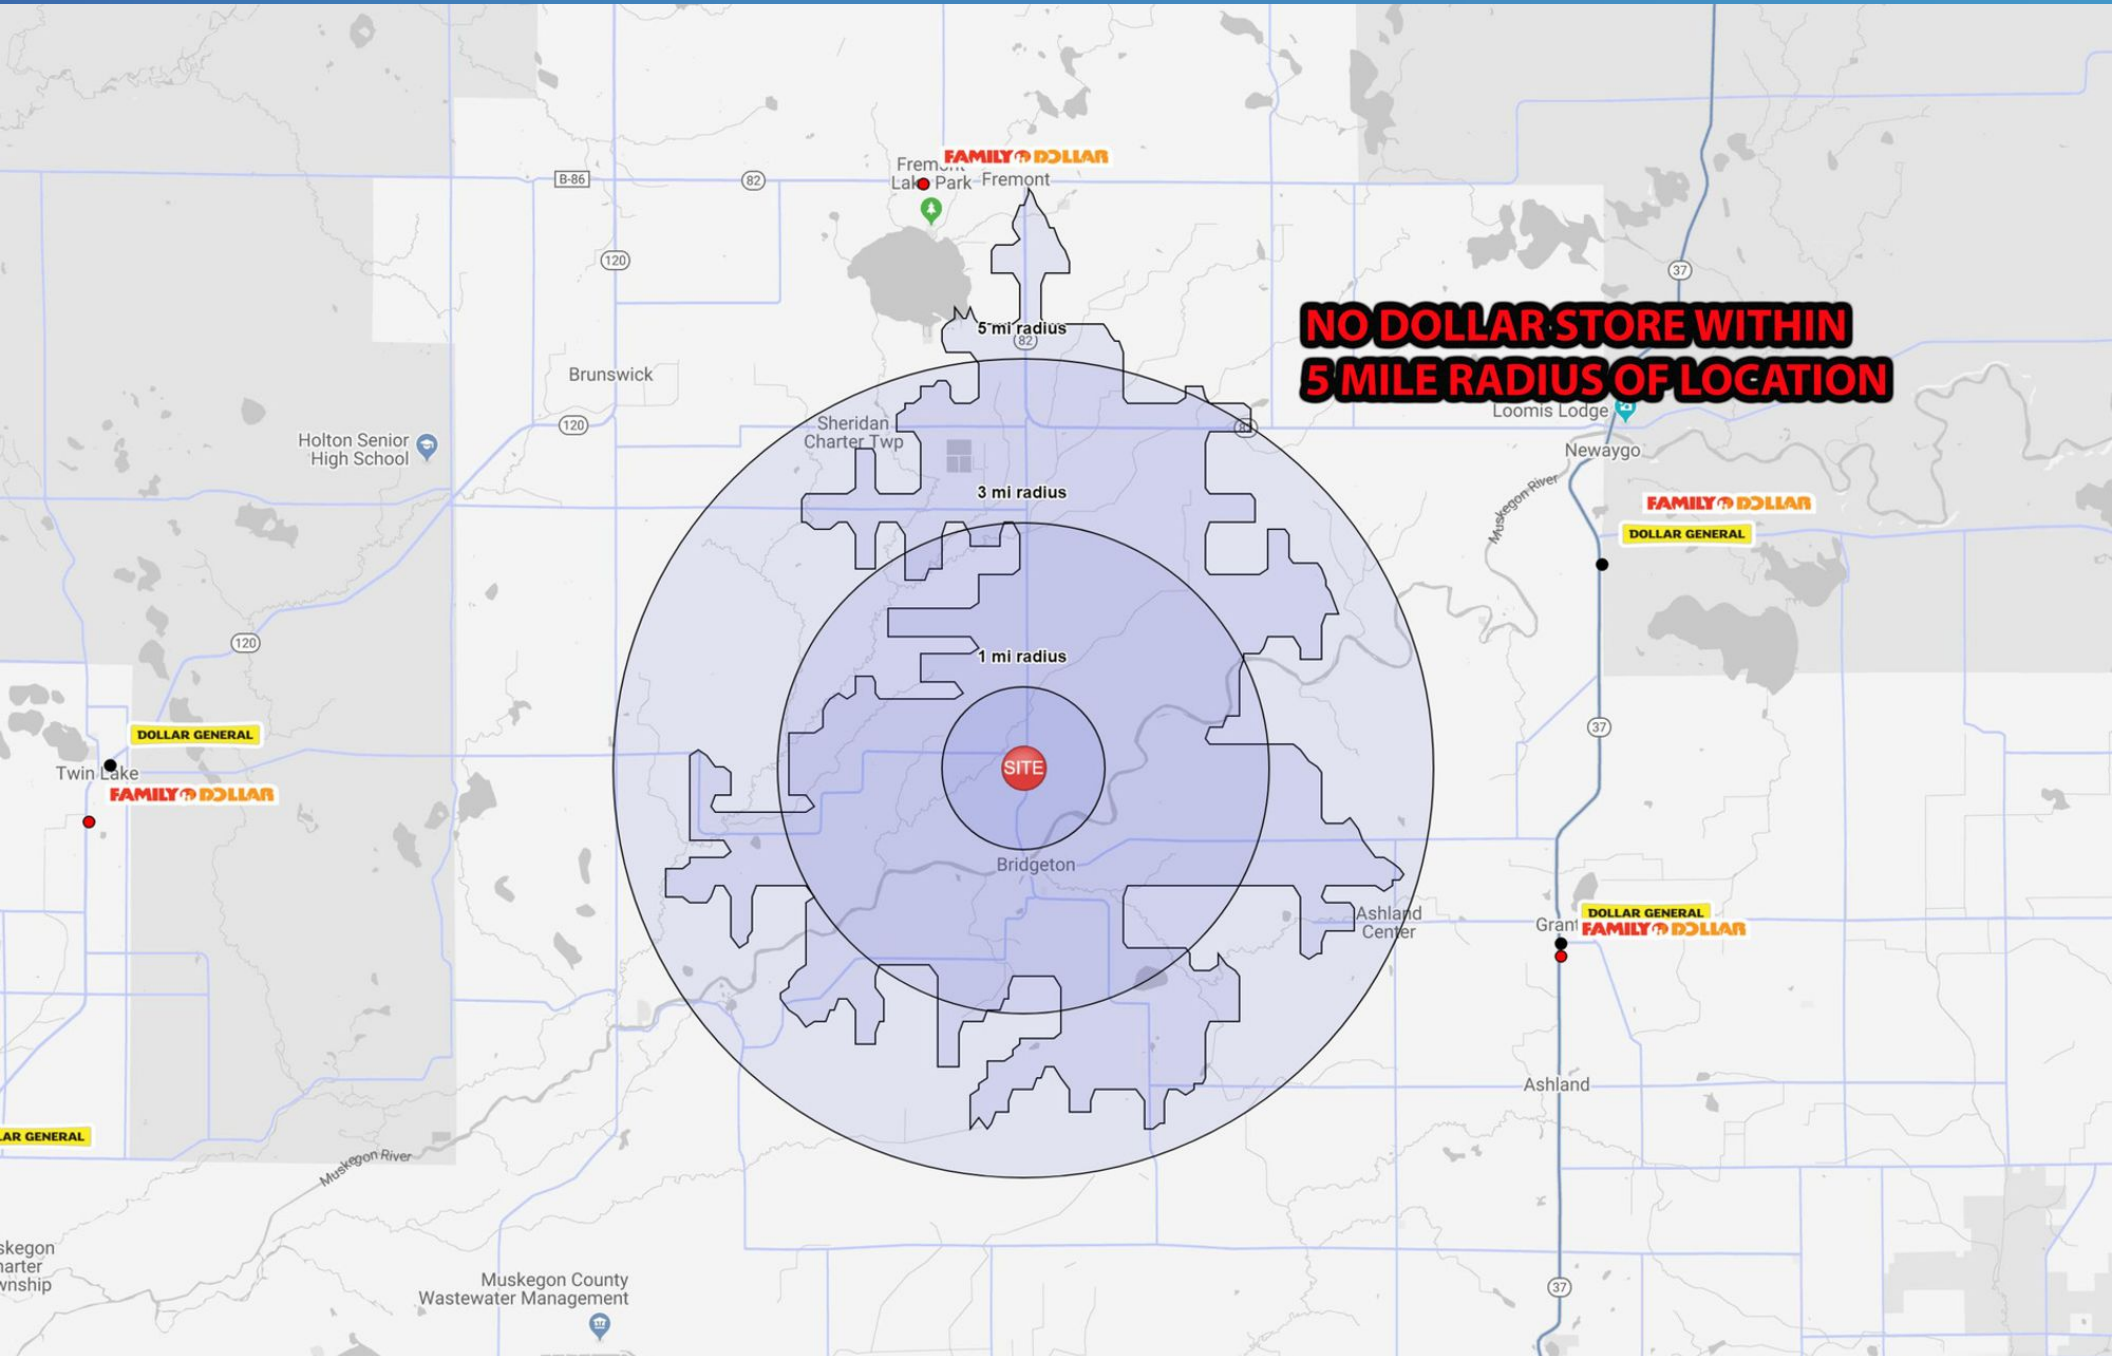 FAMILY DOLLAR
Lake Park
Fremont
B-86
82
120
37
5 mi radius
82
NO DOLLAR STORE WITHIN
5 MILE RADIUS OF LOCATION
Brunswick
Loomis Lodge
120
Sheridan
Charter Twp
Holton Senior
High School
Newaygo
3 mi radius
Muskegon River
FAMILY DOLLAR
DOLLAR GENERAL
120
1 mi radius
DOLLAR GENERAL
37
Twin Lake
SITE
FAMILY DOLLAR
Bridgeton
Ashland
Center
DOLLAR GENERAL
Grant
FAMILY DOLLAR
Ashland
LAR GENERAL
Muskegon River
skegon
harter
wnship
Muskegon County
Wastewater Management
37